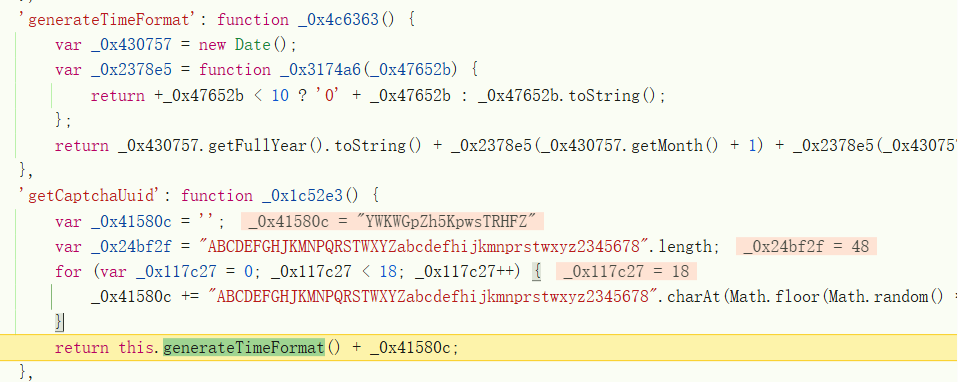 'generateTimeFormat': function _0x4c6363() {
var _0x430757 = new Date();
var _0x2378e5 = function _0x3174a6(_0x47652b) {
return +_0x47652b < 10 ? '0' + _0x47652b : _0x47652b.toString();
};
return _0x430757.getFullYear().toString() + _0x2378e5(_0x430757.getMonth() + 1) + _0x2378e5(_0x43075
},
'getCaptchaUuid': function _0x1c52e3() {
var _0x41580c = ''; _0x41580c = "YWKWGpZh5KpwsTRHFZ"
var _0x24bf2f = "ABCDEFGHJKMNPQRSTWXYZabcdefhijkmnprstwxyz2345678".length; _0x24bf2f = 48
for (var _0x117c27 = 0; _0x117c27 < 18; _0x117c27++) { _0x117c27 = 18
_0x41580c += "ABCDEFGHJKMNPQRSTWXYZabcdefhijkmnprstwxyz2345678".charAt(Math.floor(Math.random() *
}
return this.generateTimeFormat() + _0x41580c;
},